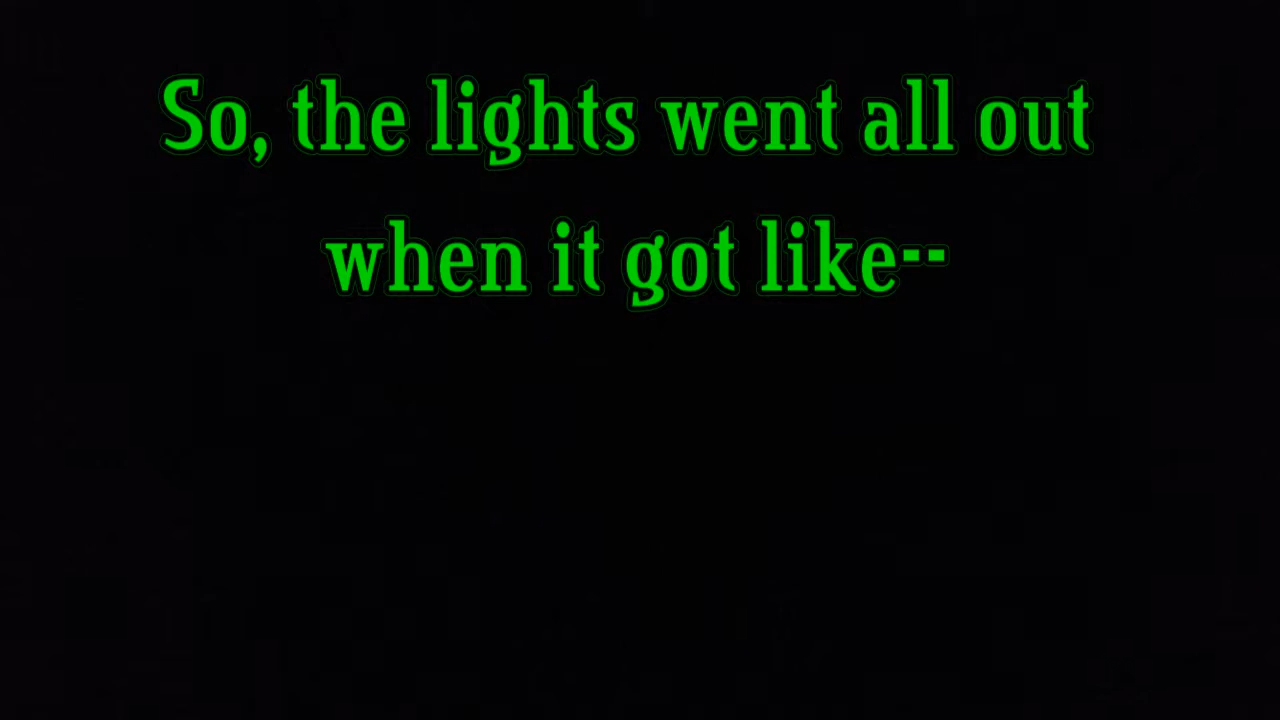 So, the lights went all out
when it got like--